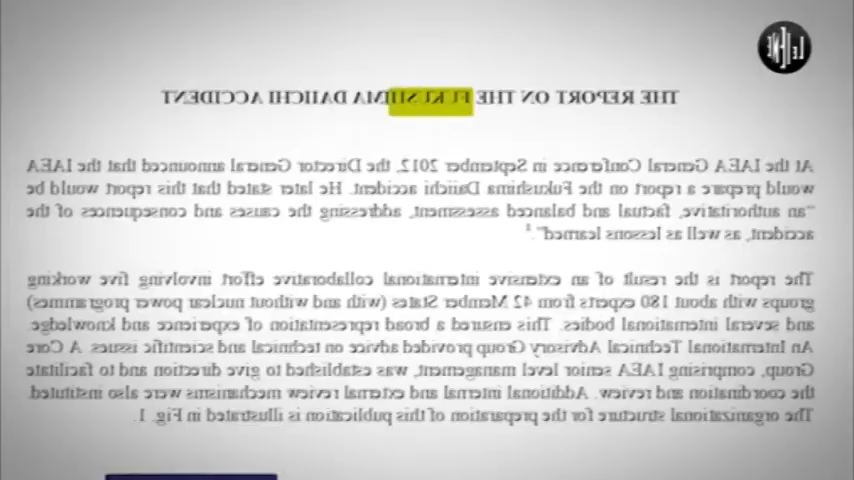 THE REPORT ON THE FUKUSHIMA DAIICHI ACCIDENT
At the IAEA General Conference in September 2012, the Director General announced that the IAEA
would prepare a report on the Fukushima Daiichi accident. He later stated that this report would be
“an authoritative, factual and balanced assessment, addressing the causes and consequences of the
accident, as well as lessons learned”.¹
The report is the result of an extensive international collaborative effort involving five working
groups with about 180 experts from 42 Member States (with and without nuclear power programmes)
and several international bodies. This ensured a broad representation of experience and knowledge.
An International Technical Advisory Group provided advice on technical and scientific issues. A Core
Group, comprising IAEA senior level management, was established to give direction and to facilitate
the coordination and review. Additional internal and external review mechanisms were also instituted.
The organizational structure for the preparation of this publication is illustrated in Fig. 1.